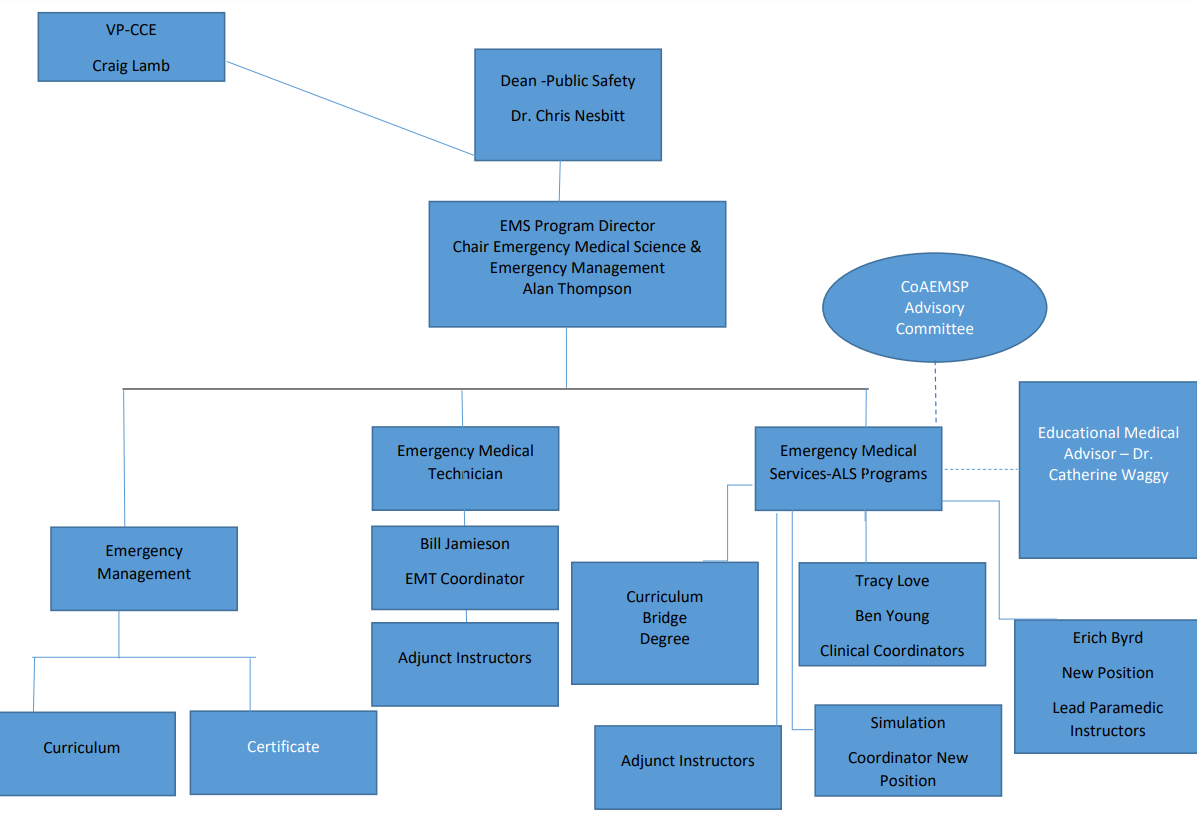 VP-CCE
Craig Lamb
Dean -Public Safety
Dr. Chris Nesbitt
EMS Program Director
Chair Emergency Medical Science &
Emergency Management
Alan Thompson
CoAEMSP
Advisory
Committee
Educational Medical
Advisor – Dr.
Catherine Waggy
Emergency Medical
Technician
Emergency Medical
Services-ALS Programs
Emergency
Management
Bill Jamieson
EMT Coordinator
Curriculum
Bridge
Degree
Tracy Love
Ben Young
Clinical Coordinators
Adjunct Instructors
Erich Byrd
New Position
Lead Paramedic
Instructors
Curriculum
Certificate
Adjunct Instructors
Simulation
Coordinator New
Position